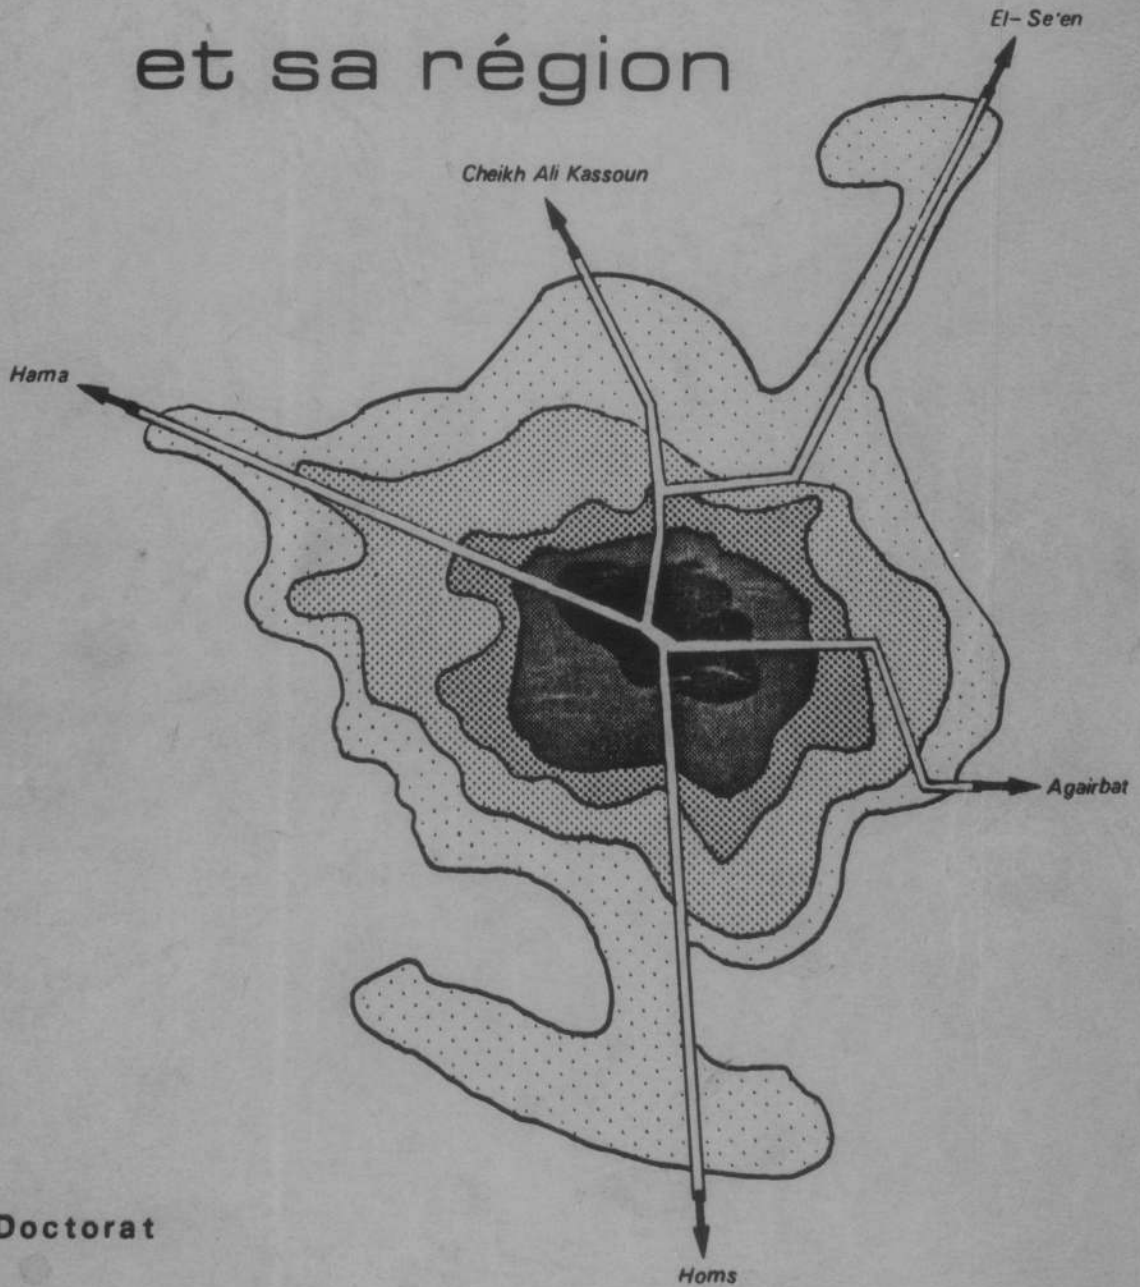 El-Se'en
et sa région
Cheikh Ali Kassoun
Hama
Agairbat
Doctorat
Homs